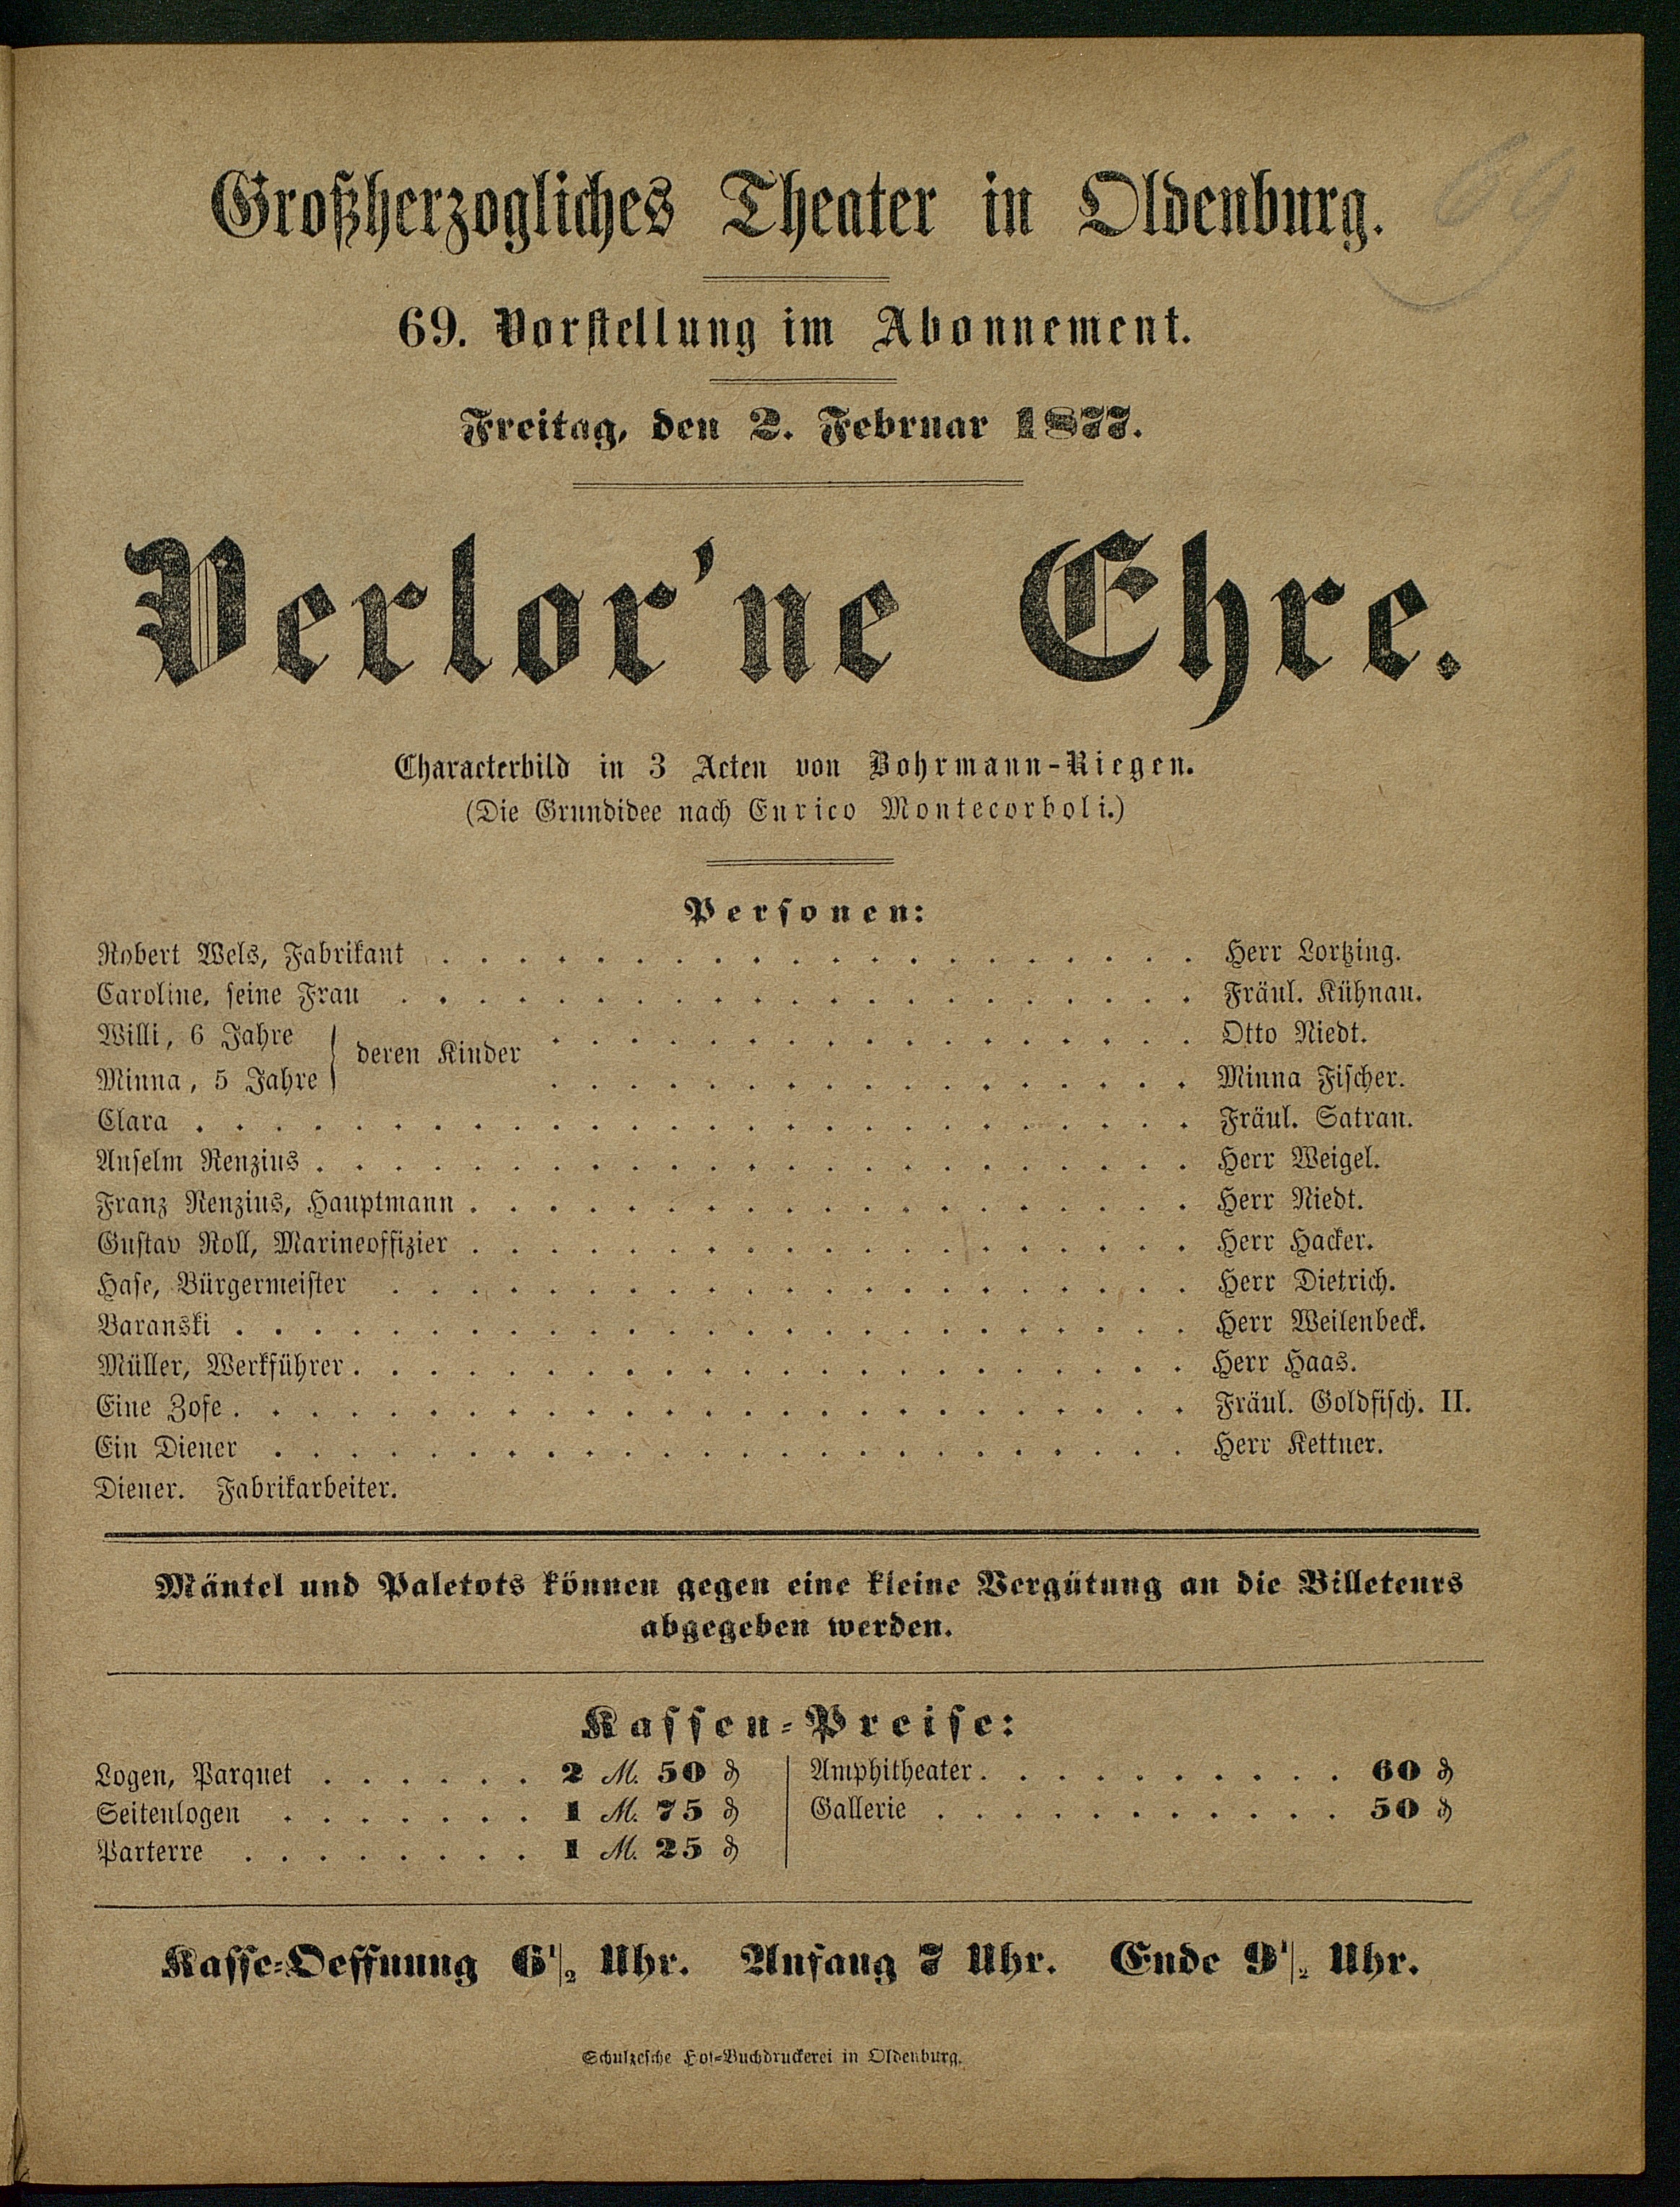 69
Großherzogliches Theater in Oldenburg.
69. Vorstellung im Abonnement.
Freitag, den 2. Februar 1877.
Verlor'ne Ehre.
Characterbild in 3 Acten von Bohrmann-Riegen.
(Die Grundidee nach Enrico Montecorboli.)
Personen:
Robert Wels, Fabrikant . . . . . . . . . . . . . . . . . . . . Herr Lortzing.
Caroline, seine Frau . . . . . . . . . . . . . . . . . . . . . Fräul. Kühnau.
Willi, 6 Jahre } deren Kinder . . . . . . . . . . . . . . . . . Otto Niedt.
Minna, 5 Jahre } . . . . . . . . . . . . . . . . . Minna Fischer.
Clara . . . . . . . . . . . . . . . . . . . . . . . . . . Fräul. Satran.
Anselm Renzius . . . . . . . . . . . . . . . . . . . . . . . Herr Weigel.
Franz Renzius, Hauptmann . . . . . . . . . . . . . . . . . . . Herr Niedt.
Gustav Roll, Marineoffizier . . . . . . . . . . . . . . . . . . . Herr Hacker.
Hase, Bürgermeister . . . . . . . . . . . . . . . . . . . . . Herr Dietrich.
Baranski . . . . . . . . . . . . . . . . . . . . . . . . . Herr Weilenbeck.
Müller, Werkführer . . . . . . . . . . . . . . . . . . . . . . Herr Haas.
Eine Zofe . . . . . . . . . . . . . . . . . . . . . . . . . Fräul. Goldfisch. II.
Ein Diener . . . . . . . . . . . . . . . . . . . . . . . . Herr Kettner.
Diener. Fabrikarbeiter.
Mäntel und Paletots können gegen eine kleine Vergütung an die Billeteurs
abgegeben werden.
Kassen-Preise:
Logen, Parquet . . . . . . 2 M. 50 ₰
Seitenlogen . . . . . . . 1 M. 75 ₰
Parterre . . . . . . . . 1 M. 25 ₰
Amphitheater . . . . . . . . . . 60 ₰
Gallerie . . . . . . . . . . . 50 ₰
Kasse-Oeffnung 6 1/2 Uhr. Anfang 7 Uhr. Ende 9 1/2 Uhr.
Schulzesche Hof-Buchdruckerei in Oldenburg.